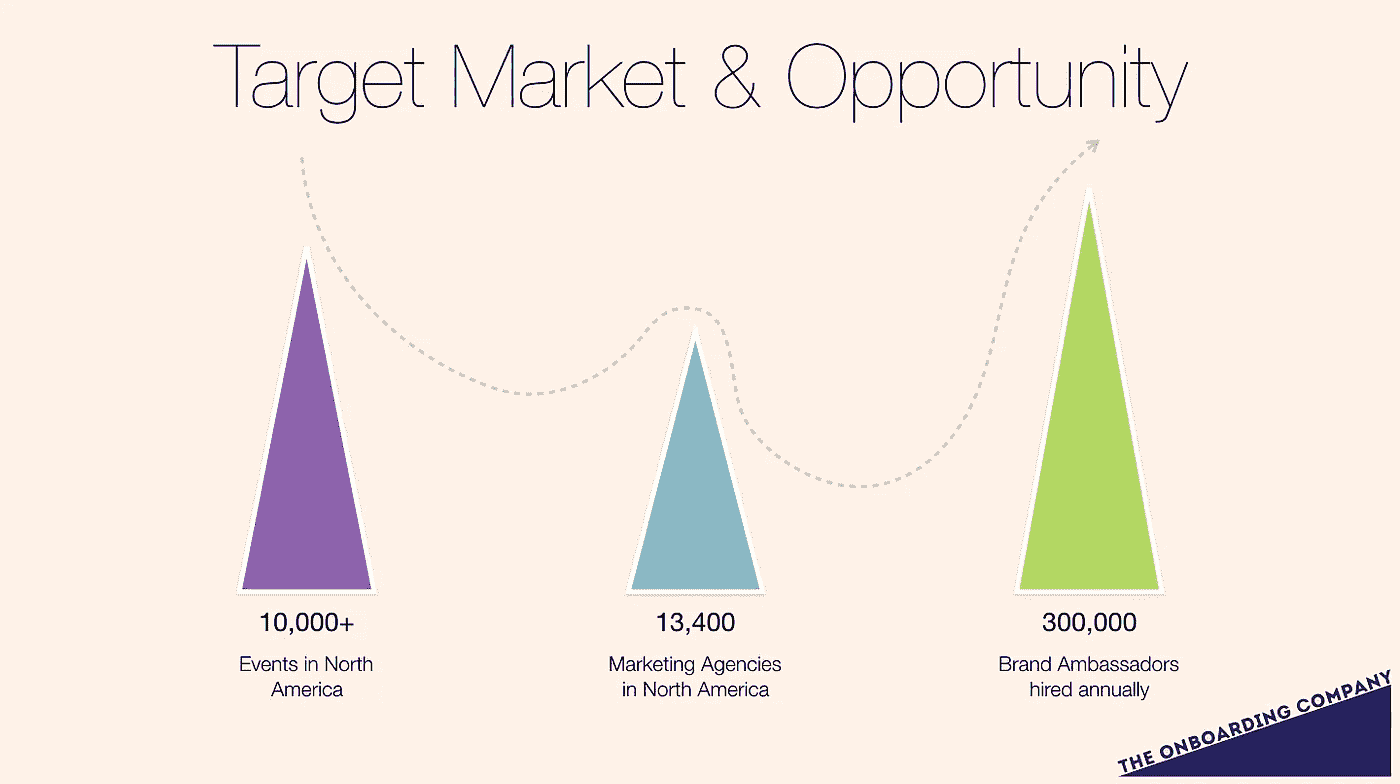 Target Market & Opportunity
10,000+
Events in North
America
13,400
Marketing Agencies
in North America
300,000
Brand Ambassadors
hired annually
THE ONBOARDING COMPANY